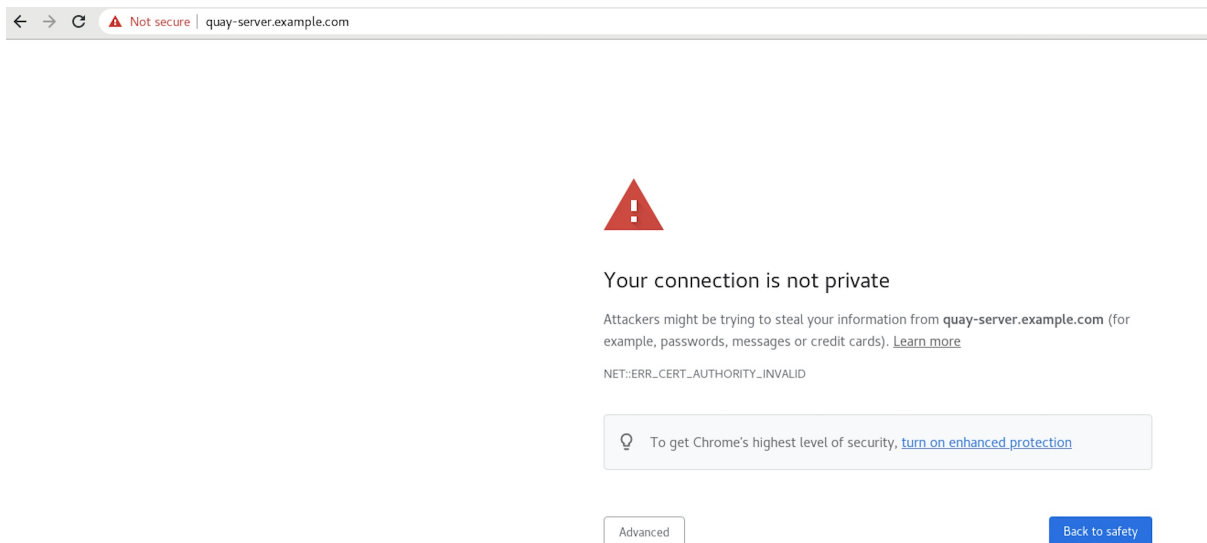 Not secure | quay-server.example.com
Your connection is not private
Attackers might be trying to steal your information from quay-server.example.com (for
example, passwords, messages or credit cards). Learn more
NET::ERR_CERT_AUTHORITY_INVALID
To get Chrome's highest level of security, turn on enhanced protection
Advanced Back to safety